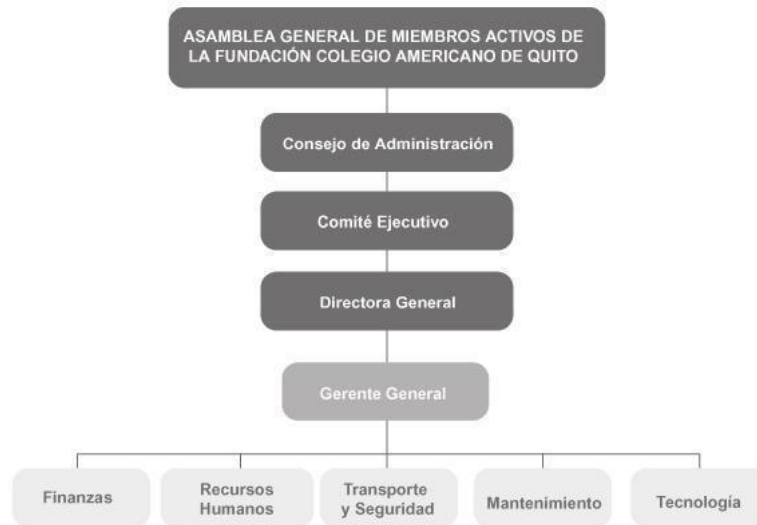 ASAMBLEA GENERAL DE MIEMBROS ACTIVOS DE
LA FUNDACIÓN COLEGIO AMERICANO DE QUITO
Consejo de Administración
Comité Ejecutivo
Directora General
Gerente General
Finanzas
Recursos
Humanos
Transporte
y Seguridad
Mantenimiento
Tecnología